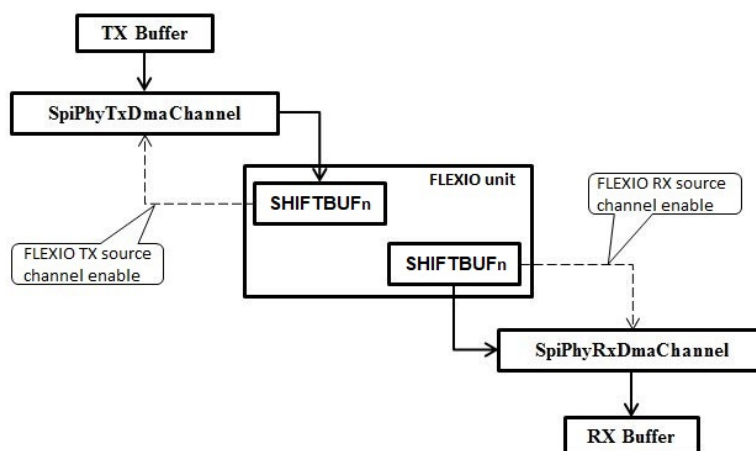 TX Buffer
SpiPhyTxDmaChannel
FLEXIO unit
FLEXIO RX source
channel enable
SHIFTBUFn
FLEXIO TX source
channel enable
SHIFTBUFn
SpiPhyRxDmaChannel
RX Buffer